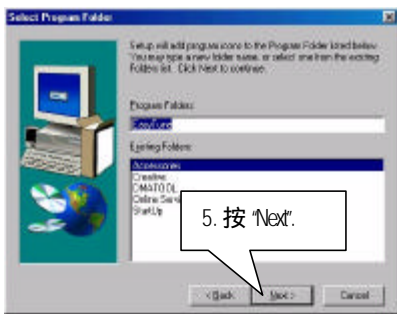 Select Program Folder
Setup will add program icons to the Program Folder listed below.
You may type a new folder name, or select one from the existing
Folders list. Click Next to continue.
Program Folders:
EasyTune
Existing Folders:
Accessories
Creative
DMATOOL
Online
StartUp
5. 按 "Next".
< Back
Next >
Cancel